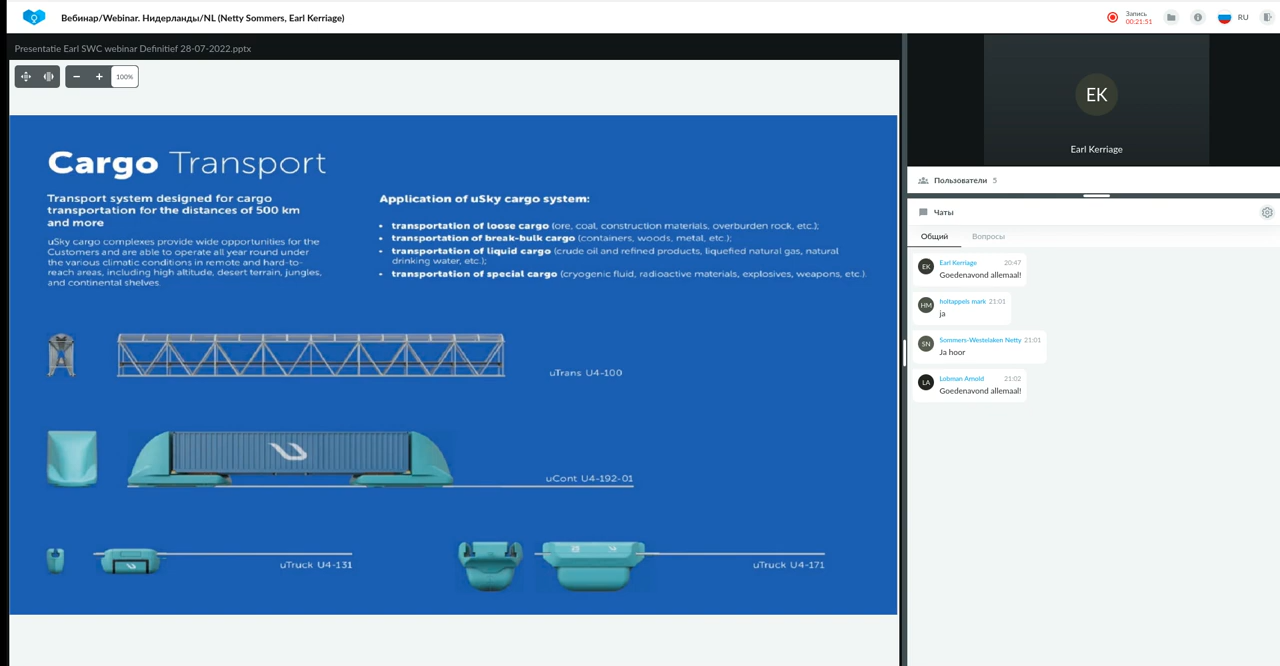 Вебинар/Webinar. Нидерланды/NL (Netty Sommers, Earl Kerriage)
Запись
00:21:51
RU
Presentatie Earl SWC webinar Definitief 28-07-2022.pptx
100%
Cargo Transport
Transport system designed for cargo
transportation for the distances of 500 km
and more
uSky cargo complexes provide wide opportunities for the
Customers and are able to operate all year round under
the various climatic conditions in remote and hard-to-
reach areas, including high altitude, desert terrain, jungles,
and continental shelves.
Application of uSky cargo system:
• transportation of loose cargo (ore, coal, construction materials, overburden rock, etc.);
• transportation of break-bulk cargo (containers, woods, metal, etc.);
• transportation of liquid cargo (crude oil and refined products, liquefied natural gas, natural
drinking water, etc.);
• transportation of special cargo (cryogenic fluid, radioactive materials, explosives, weapons, etc.).
uTrans U4-100
uCont U4-192-01
uTruck U4-131
uTruck U4-171
EK
Earl Kerriage
Пользователи 5
Чаты
Общий
Вопросы
EK
Earl Kerriage 20:47
Goedenavond allemaal!
HM
holtappels mark 21:01
ja
SN
Sommers-Westelaken Netty 21:01
Ja hoor
LA
Lobman Arnold 21:02
Goedenavond allemaal!